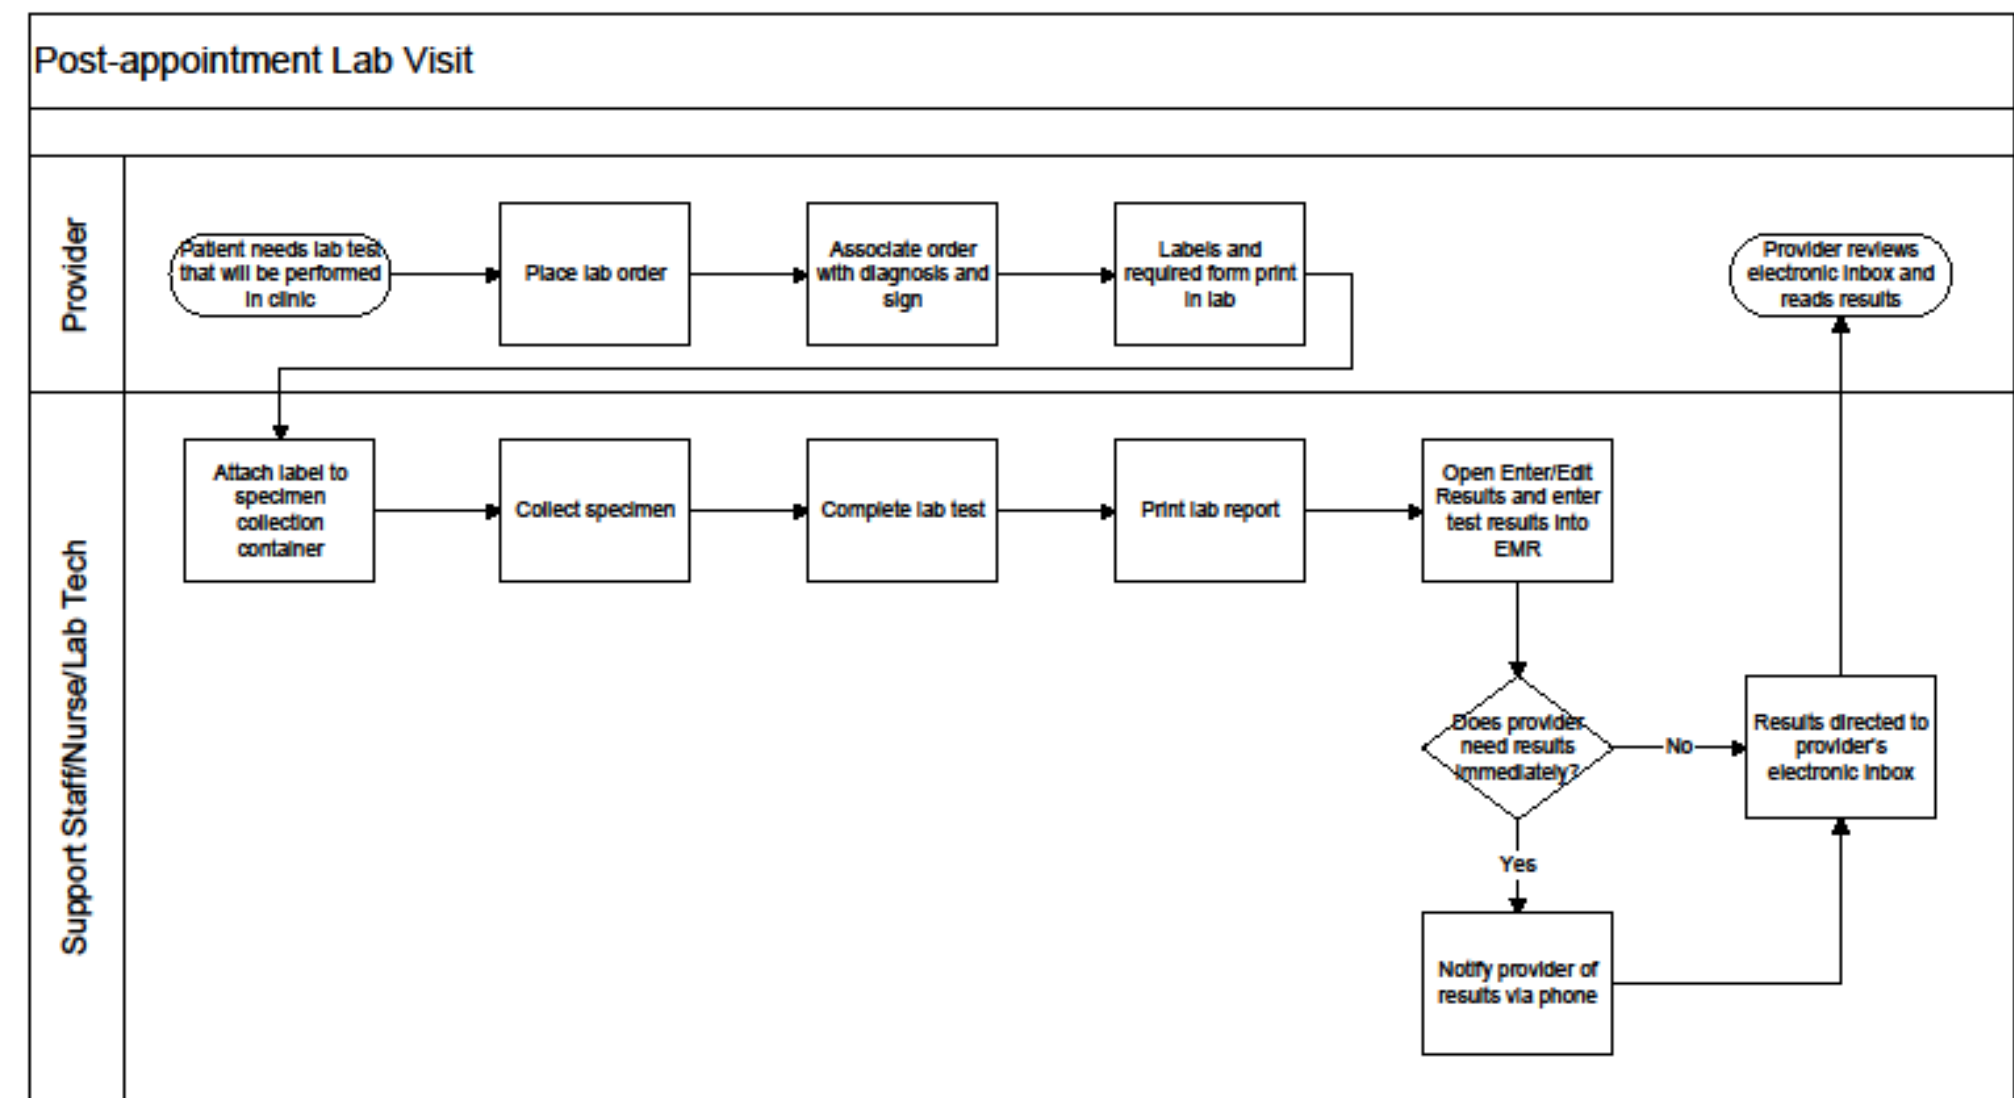 Post-appointment Lab Visit
Provider
Patient needs lab test
that will be performed
in clinic
Place lab order
Associate order
with diagnosis and
sign
Labels and
required form print
in lab
Provider reviews
electronic inbox and
reads results
Support Staff/Nurse/Lab Tech
Attach label to
specimen
collection
container
Collect specimen
Complete lab test
Print lab report
Open Enter/Edit
Results and enter
test results into
EMR
Does provider
need results
immediately?
No
Results directed to
provider's
electronic inbox
Yes
Notify provider of
results via phone